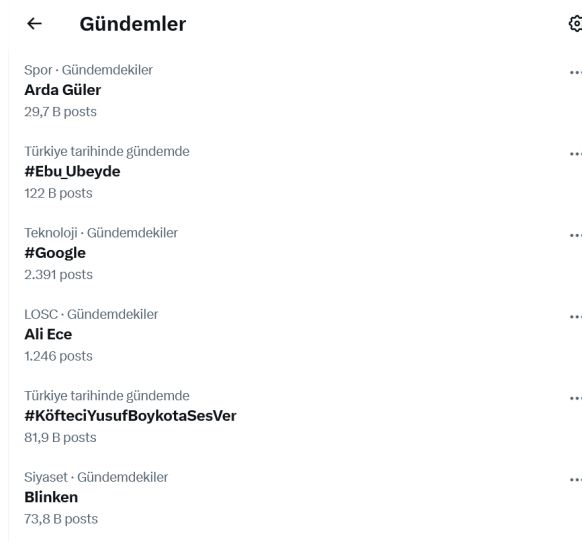 Gündemler
Spor · Gündemdekiler
Arda Güler
29,7 B posts
Türkiye tarihinde gündemde
#Ebu_Ubeyde
122 B posts
Teknoloji · Gündemdekiler
#Google
2.391 posts
LOSC · Gündemdekiler
Ali Ece
1.246 posts
Türkiye tarihinde gündemde
#KöfteciYusufBoykotaSesVer
81,9 B posts
Siyaset · Gündemdekiler
Blinken
73,8 B posts